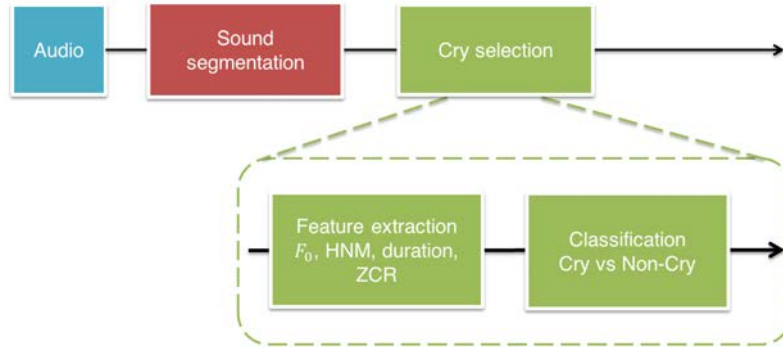 Audio
Sound
segmentation
Cry selection
Feature extraction
F₀, HNM, duration,
ZCR
Classification
Cry vs Non-Cry